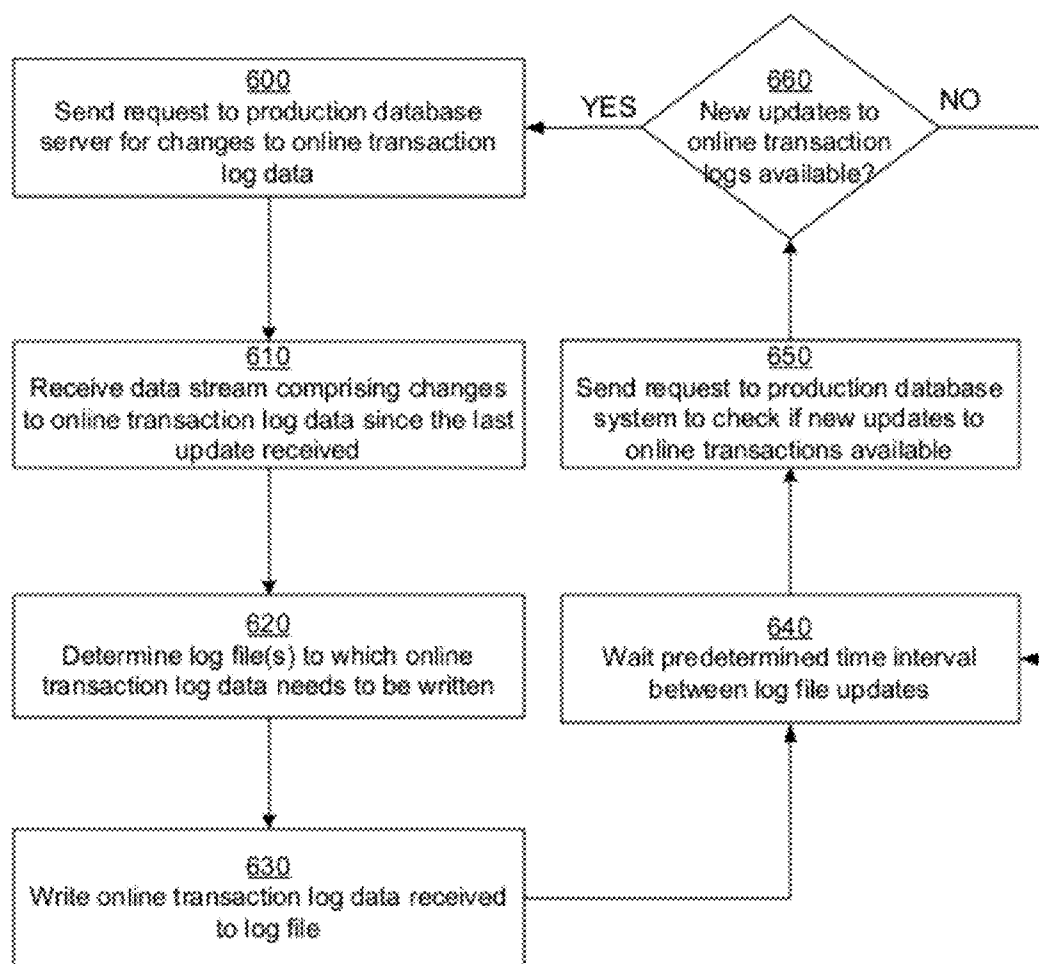 600
Send request to production database
server for changes to online transaction
log data
610
Receive data stream comprising changes
to online transaction log data since the last
update received
620
Determine log file(s) to which online
transaction log data needs to be written
630
Write online transaction log data received
to log file
640
Wait predetermined time interval
between log file updates
650
Send request to production database
system to check if new updates to
online transactions available
660
New updates to
online transaction
logs available?
YES
NO